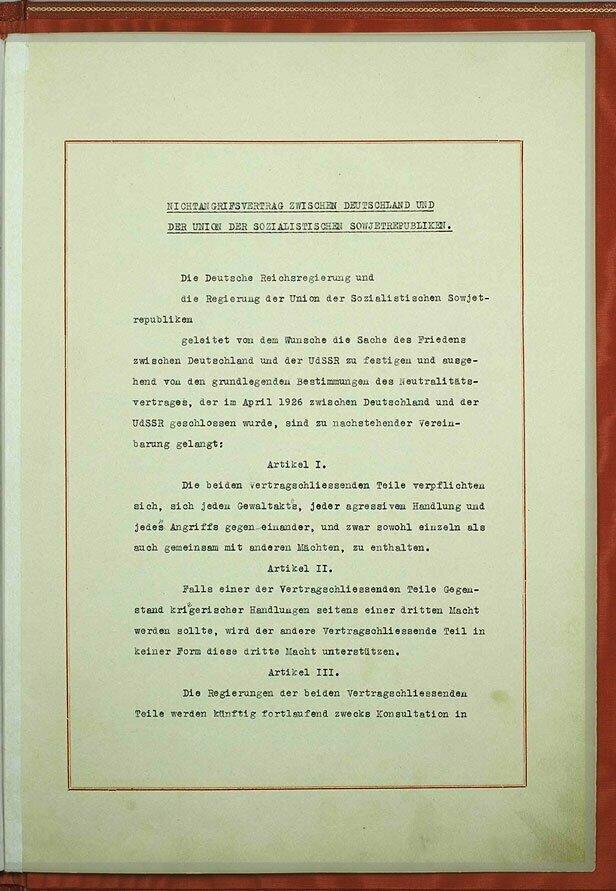 NICHTANGRIFSVERTRAG ZWISCHEN DEUTSCHLAND UND
DER UNION DER SOZIALISTISCHEN SOWJETREPUBLIKEN.
Die Deutsche Reichsregierung und
die Regierung der Union der Sozialistischen Sowjet-
republiken
geleitet von dem Wunsche die Sache des Friedens
zwischen Deutschland und der UdSSR zu festigen und ausge-
hend von den grundlegenden Bestimmungen des Neutralitäts-
vertrages, der im April 1926 zwischen Deutschland und der
UdSSR geschlossen wurde, sind zu nachstehender Verein-
barung gelangt:
Artikel I.
Die beiden Vertragschliessenden Teile verpflichten
sich, sich jeden Gewaltakts, jeder agressiven Handlung und
jedes Angriffs gegen einander, und zwar sowohl einzeln als
auch gemeinsam mit anderen Mächten, zu enthalten.
Artikel II.
Falls einer der Vertragschliessenden Teile Gegen-
stand kriegerischer Handlungen seitens einer dritten Macht
werden sollte, wird der andere Vertragschliessende Teil in
keiner Form diese dritte Macht unterstützen.
Artikel III.
Die Regierungen der beiden Vertragschliessenden
Teile werden künftig fortlaufend zwecks Konsultation in